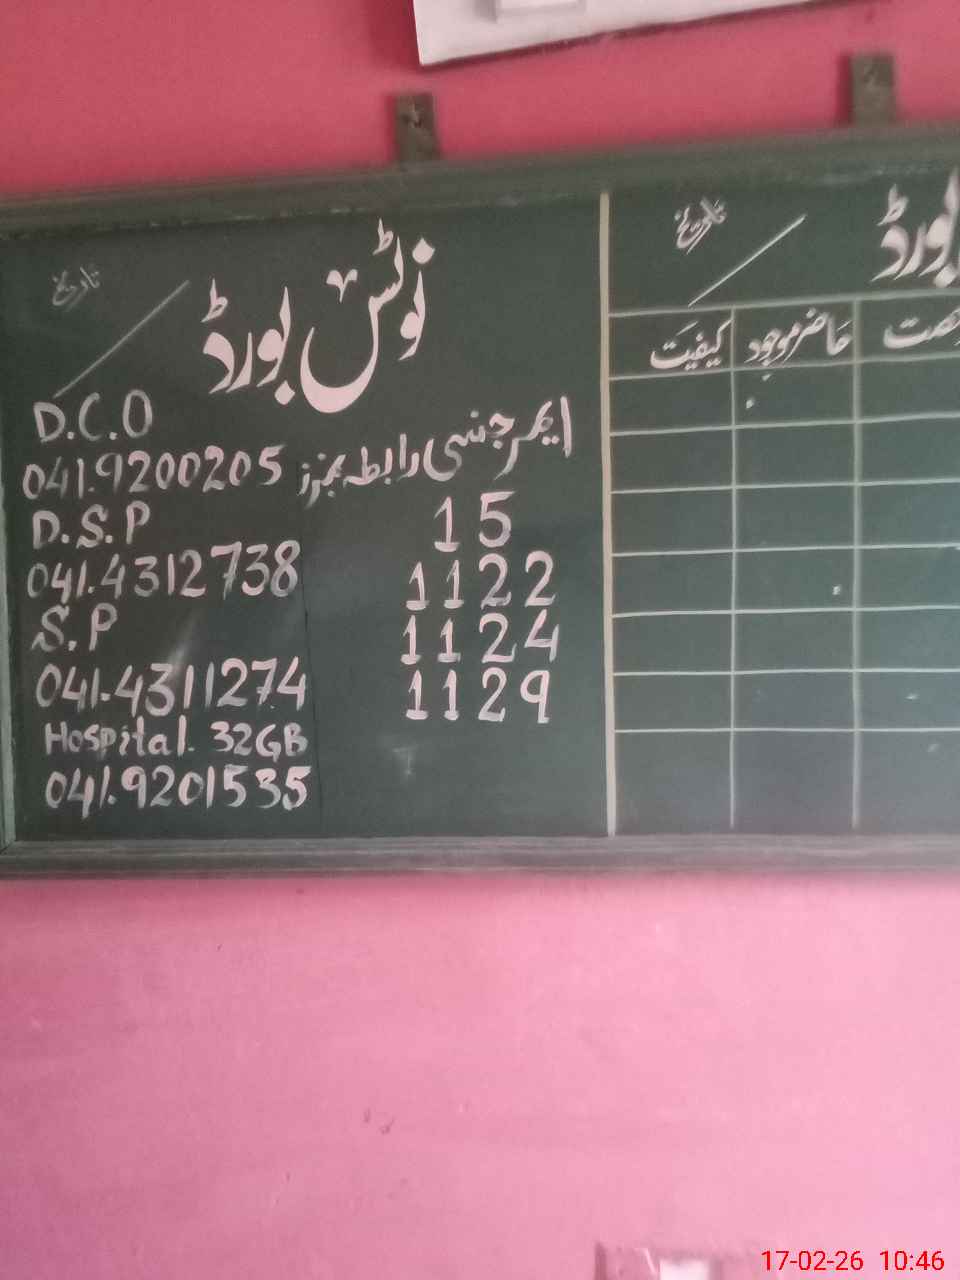 تاریخ
نوٹس بورڈ
D.C.O
041.9200205
D.S.P
041.4312738
S.P
041.4311274
Hospital. 32GB
041.9201535
ایمرجنسی رابطہ نمبرز
15
1122
1124
1129
تاریخ
بورڈ
حاضر موجود
کیفیت
17-02-26 10:46